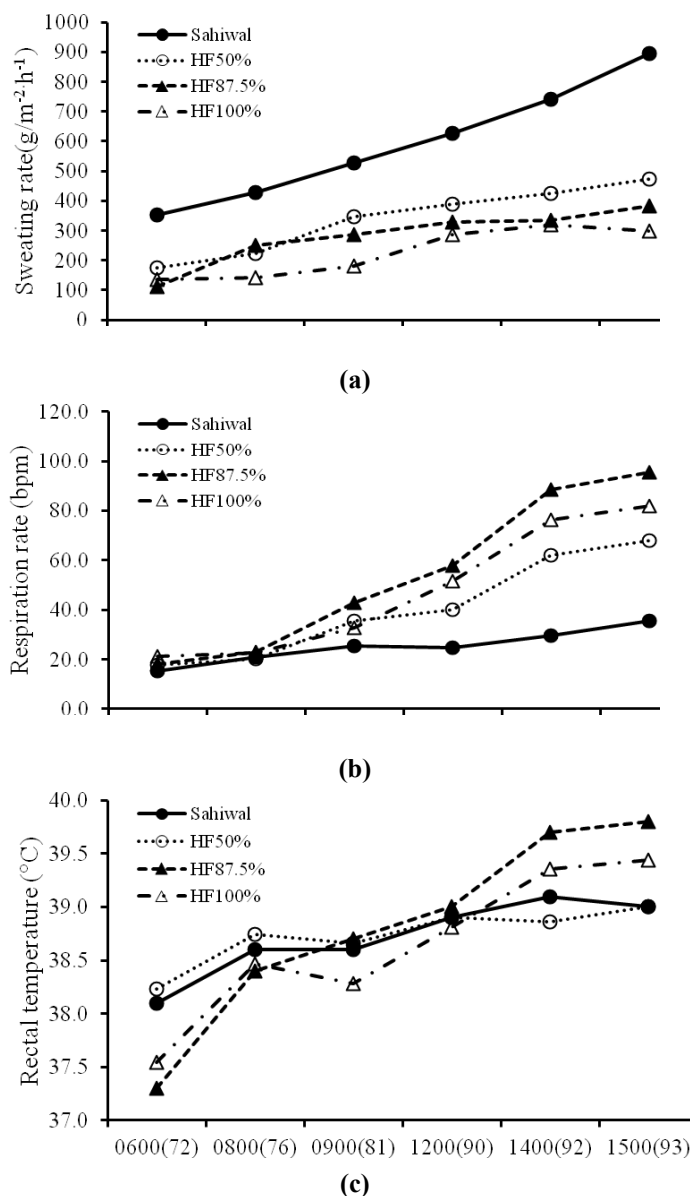 1000
900
800
700
600
500
400
300
200
100
0
Sweating rate(g/m⁻²·h⁻¹)
Sahiwal
HF50%
HF87.5%
HF100%
(a)
120.0
100.0
80.0
60.0
40.0
20.0
0.0
Respiration rate (bpm)
Sahiwal
HF50%
HF87.5%
HF100%
(b)
40.0
39.5
39.0
38.5
38.0
37.5
37.0
Rectal temperature (°C)
Sahiwal
HF50%
HF87.5%
HF100%
0600(72) 0800(76) 0900(81) 1200(90) 1400(92) 1500(93)
(c)